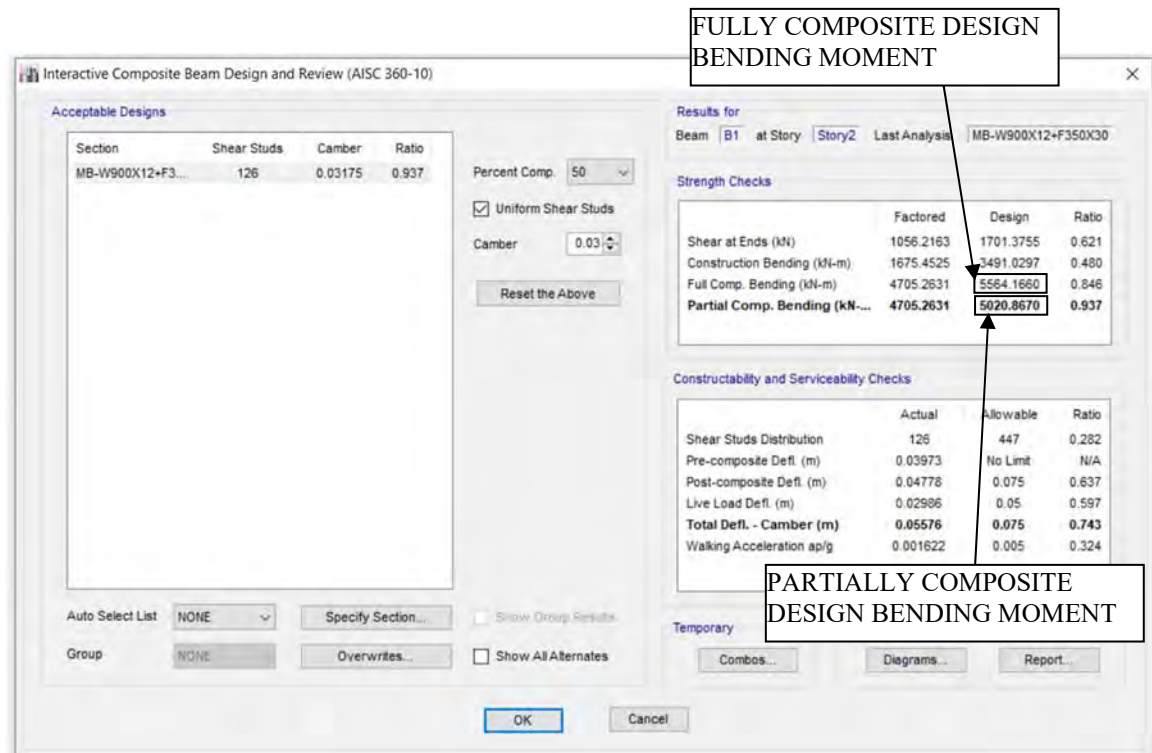 FULLY COMPOSITE DESIGN
BENDING MOMENT
Interactive Composite Beam Design and Review (AISC 360-10)
Acceptable Designs
Section Shear Studs Camber Ratio
MB-W900X12+F3... 126 0.03175 0.937
Percent Comp. 50
Uniform Shear Studs
Camber 0.03
Reset the Above
Auto Select List NONE Specify Section...
Group NONE Overwrites...
Show Group Results
Show All Alternates
Results for
Beam B1 at Story Story2 Last Analysis MB-W900X12+F350X30
Strength Checks
Factored Design Ratio
Shear at Ends (kN) 1056.2163 1701.3755 0.621
Construction Bending (kN-m) 1675.4525 3491.0297 0.480
Full Comp. Bending (kN-m) 4705.2631 5564.1660 0.846
Partial Comp. Bending (kN-... 4705.2631 5020.8670 0.937
Constructability and Serviceability Checks
Actual Allowable Ratio
Shear Studs Distribution 126 447 0.282
Pre-composite Defl. (m) 0.03973 No Limit N/A
Post-composite Defl. (m) 0.04778 0.075 0.637
Live Load Defl. (m) 0.02986 0.05 0.597
Total Defl. - Camber (m) 0.05576 0.075 0.743
Walking Acceleration ap/g 0.001622 0.005 0.324
PARTIALLY COMPOSITE
DESIGN BENDING MOMENT
Temporary
Combos... Diagrams... Report...
OK Cancel